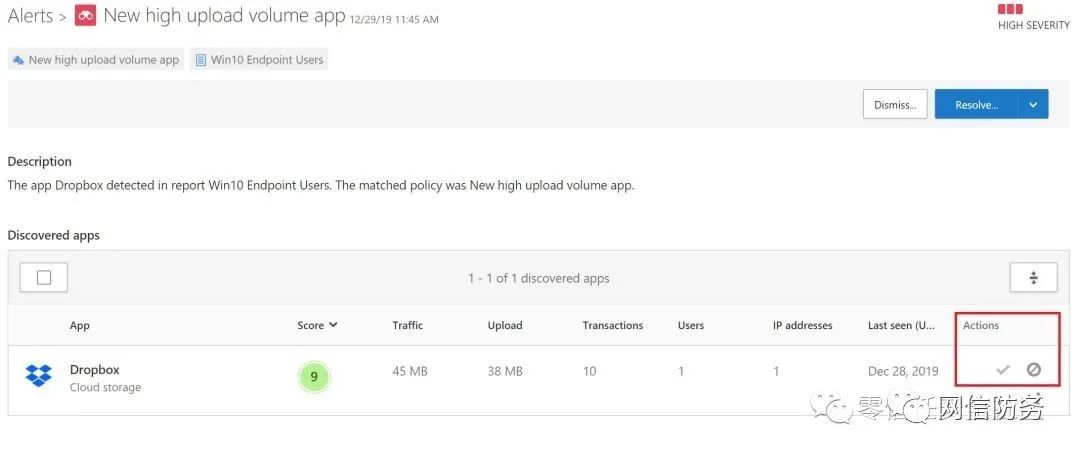 Alerts > New high upload volume app 12/29/19 11:45 AM
HIGH SEVERITY
New high upload volume app Win10 Endpoint Users
Dismiss... Resolve...
Description
The app Dropbox detected in report Win10 Endpoint Users. The matched policy was New high upload volume app.
Discovered apps
1 - 1 of 1 discovered apps
App Score Traffic Upload Transactions Users IP addresses Last seen (U... Actions
Dropbox 9 45 MB 38 MB 10 1 1 Dec 28, 2019
Cloud storage
网信防务